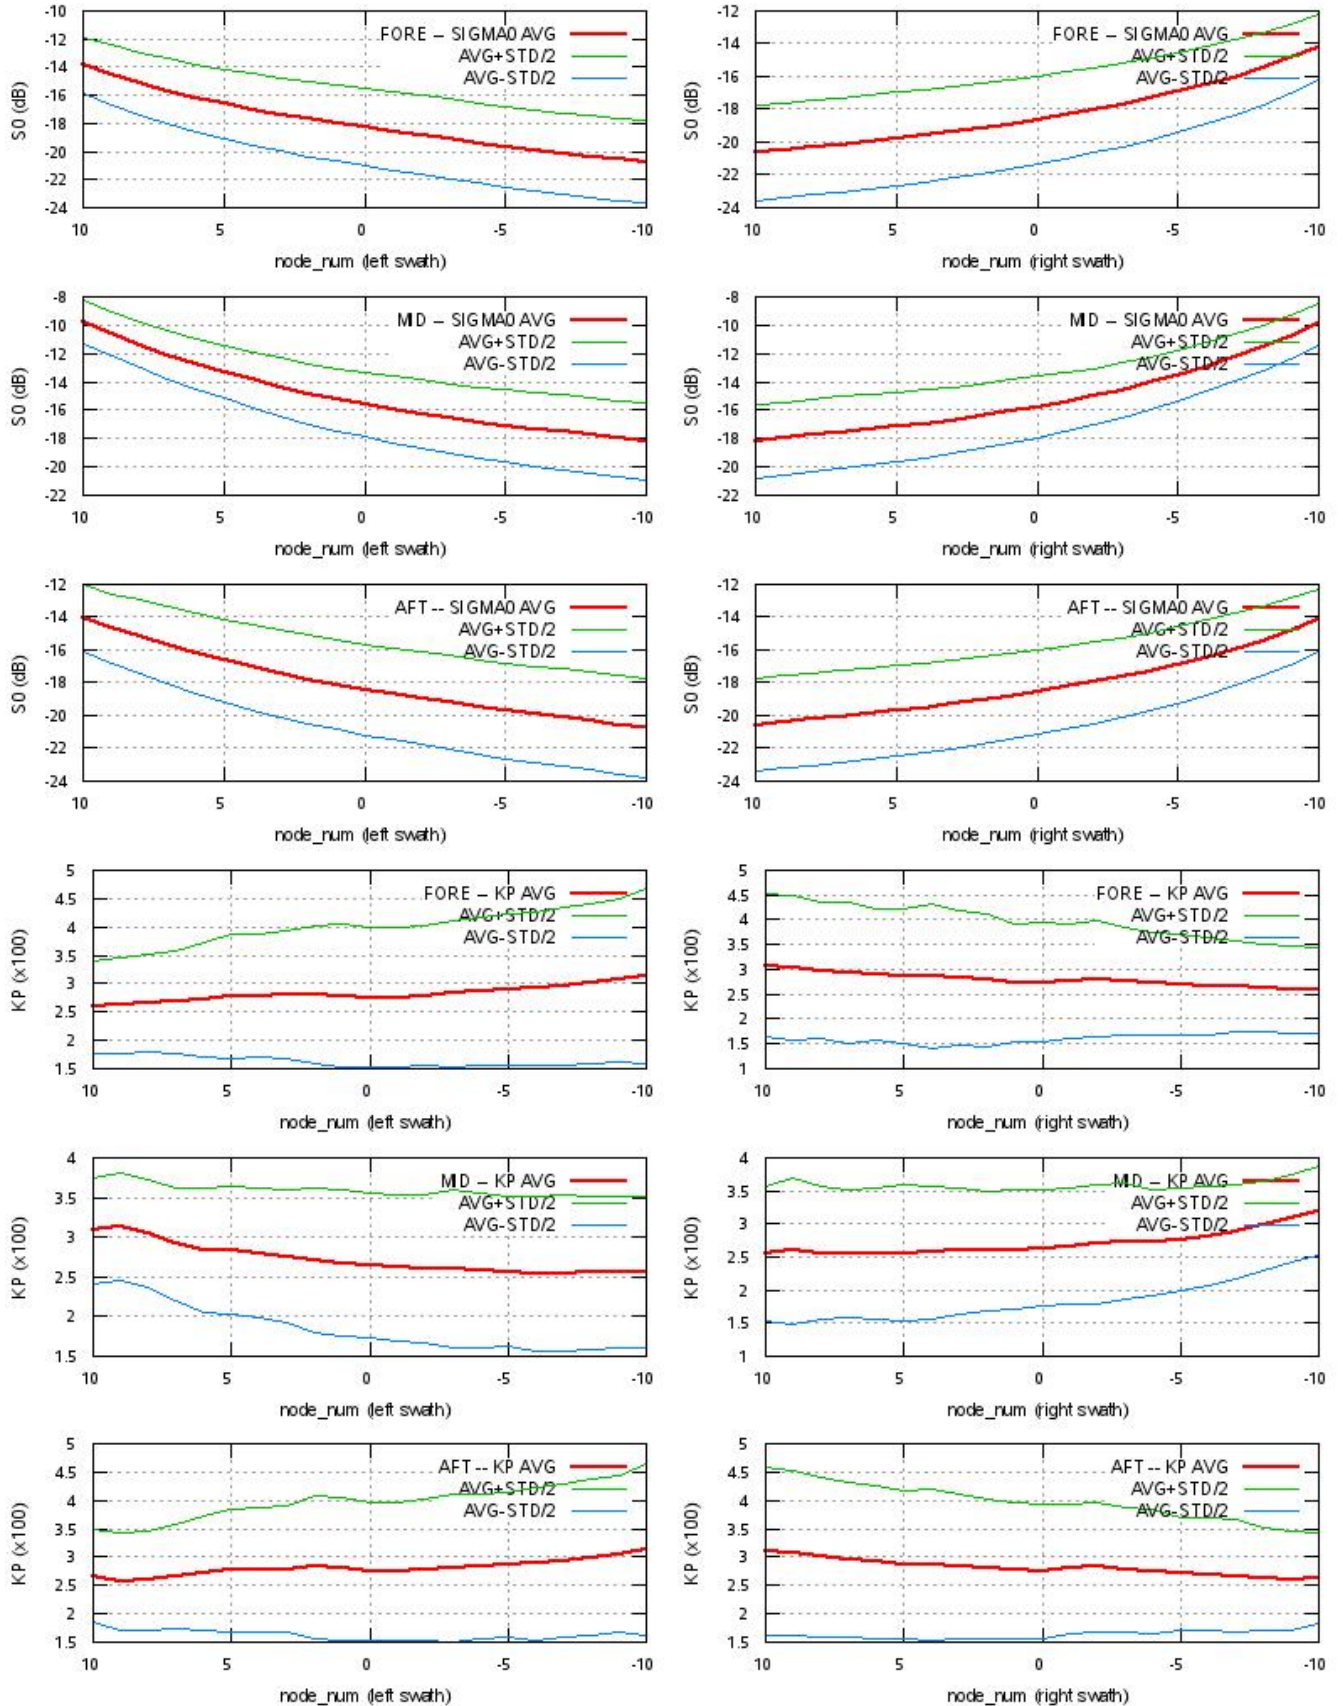 -10
FORE – SIGMA0 AVG
-12
AVG+STD/2
-14
AVG-STD/2
-16
-18
-20
-22
-24
S0 (dB)
10 5 0 -5 -10
node_num (left swath)
-12
FORE – SIGMA0 AVG
-14
AVG+STD/2
-16
AVG-STD/2
-18
-20
-22
-24
S0 (dB)
10 5 0 -5 -10
node_num (right swath)
-8
MID – SIGMA0 AVG
-10
AVG+STD/2
-12
AVG-STD/2
-14
-16
-18
-20
-22
S0 (dB)
10 5 0 -5 -10
node_num (left swath)
-8
MID – SIGMA0 AVG
-10
AVG+STD/2
-12
AVG-STD/2
-14
-16
-18
-20
-22
S0 (dB)
10 5 0 -5 -10
node_num (right swath)
-12
AFT -- SIGMA0 AVG
-14
AVG+STD/2
-16
AVG-STD/2
-18
-20
-22
-24
S0 (dB)
10 5 0 -5 -10
node_num (left swath)
-12
AFT -- SIGMA0 AVG
-14
AVG+STD/2
-16
AVG-STD/2
-18
-20
-22
-24
S0 (dB)
10 5 0 -5 -10
node_num (right swath)
5
FORE – KP AVG
4.5
AVG+STD/2
4
AVG-STD/2
3.5
3
2.5
2
1.5
KP (x100)
10 5 0 -5 -10
node_num (left swath)
5
FORE – KP AVG
4.5
AVG+STD/2
4
AVG-STD/2
3.5
3
2.5
2
1.5
1
KP (x100)
10 5 0 -5 -10
node_num (right swath)
4
MID – KP AVG
3.5
AVG+STD/2
AVG-STD/2
3
2.5
2
1.5
KP (x100)
10 5 0 -5 -10
node_num (left swath)
4
MID – KP AVG
3.5
AVG+STD/2
AVG-STD/2
3
2.5
2
1.5
1
KP (x100)
10 5 0 -5 -10
node_num (right swath)
5
AFT -- KP AVG
4.5
AVG+STD/2
4
AVG-STD/2
3.5
3
2.5
2
1.5
KP (x100)
10 5 0 -5 -10
node_num (left swath)
5
AFT -- KP AVG
4.5
AVG+STD/2
4
AVG-STD/2
3.5
3
2.5
2
1.5
KP (x100)
10 5 0 -5 -10
node_num (right swath)